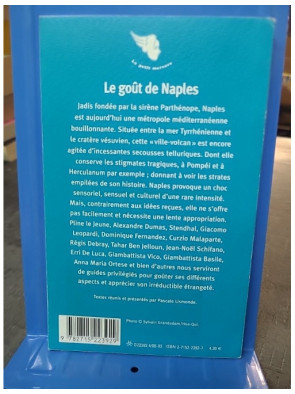 Le petit mercure
Le goût de Naples
Jadis fondée par la sirène Parthénope, Naples
est aujourd'hui une métropole méditerranéenne
bouillonnante. Située entre la mer Tyrrhénienne et
le cratère vésuvien, cette «ville-volcan» est encore
agitée d'incessantes secousses telluriques. Dont elle
conserve les stigmates tragiques, à Pompéi et à
Herculanum par exemple ; donnant à voir les strates
empilées de son histoire. Naples provoque un choc
sensoriel, sensuel et culturel d'une rare intensité.
Mais, contrairement aux idées reçues, elle ne s'offre
pas facilement et nécessite une lente appropriation.
Pline le Jeune, Alexandre Dumas, Stendhal, Giacomo
Leopardi, Dominique Fernandez, Curzio Malaparte,
Régis Debray, Tahar Ben Jelloun, Jean-Noël Schifano,
Erri De Luca, Giambattista Vico, Giambattista Basile,
Anna Maria Ortese et bien d'autres nous serviront
de guides privilégiés pour goûter ses différents
aspects et apprécier son irréductible étrangeté.
Textes réunis et présentés par Pascale
Photo ©